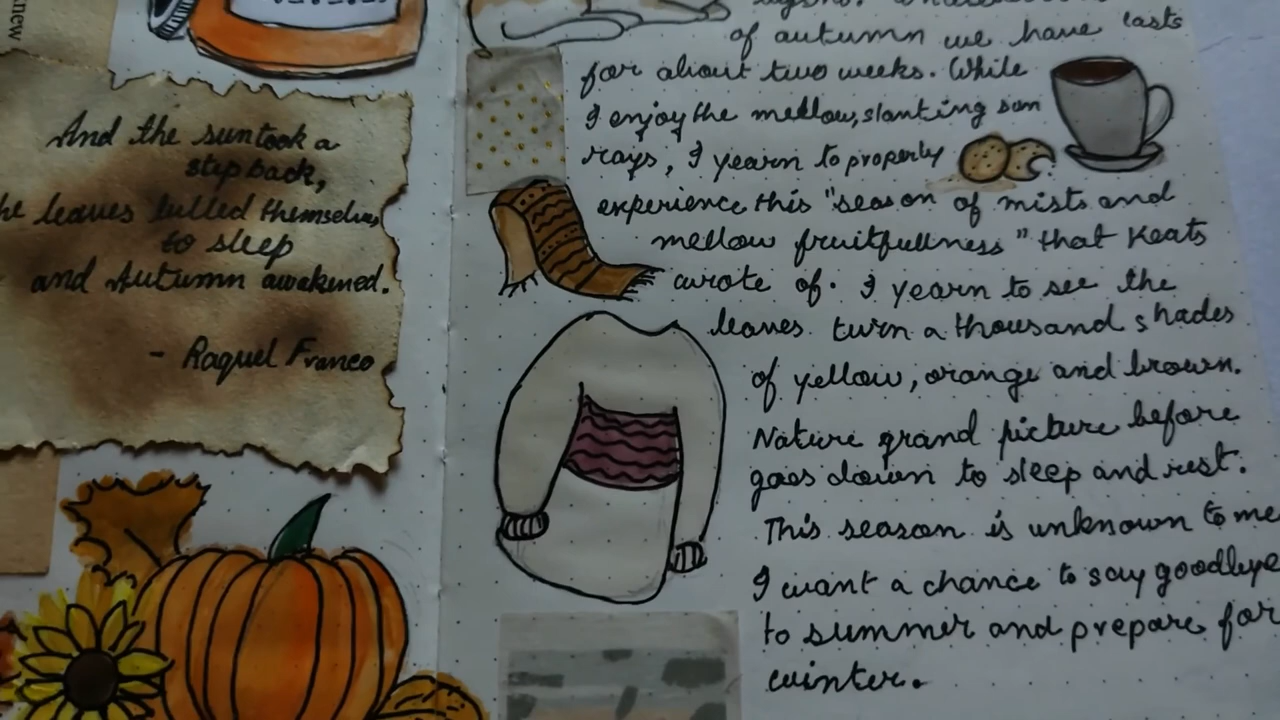 new
And the sun took a
step back,
he leaves lulled themselves
to sleep
and Autumn awakened.
- Raquel Franco
of autumn we have lasts
for about two weeks. While
I enjoy the mellow, slanting sun
rays, I yearn to properly
experience this "season of mists and
mellow fruitfullness" that Keats
wrote of. I yearn to see the
leaves turn a thousand shades
of yellow, orange and brown.
Nature grand picture before
goes down to sleep and rest.
This season is unknown to me
I want a chance to say goodbye
to summer and prepare for
winter.